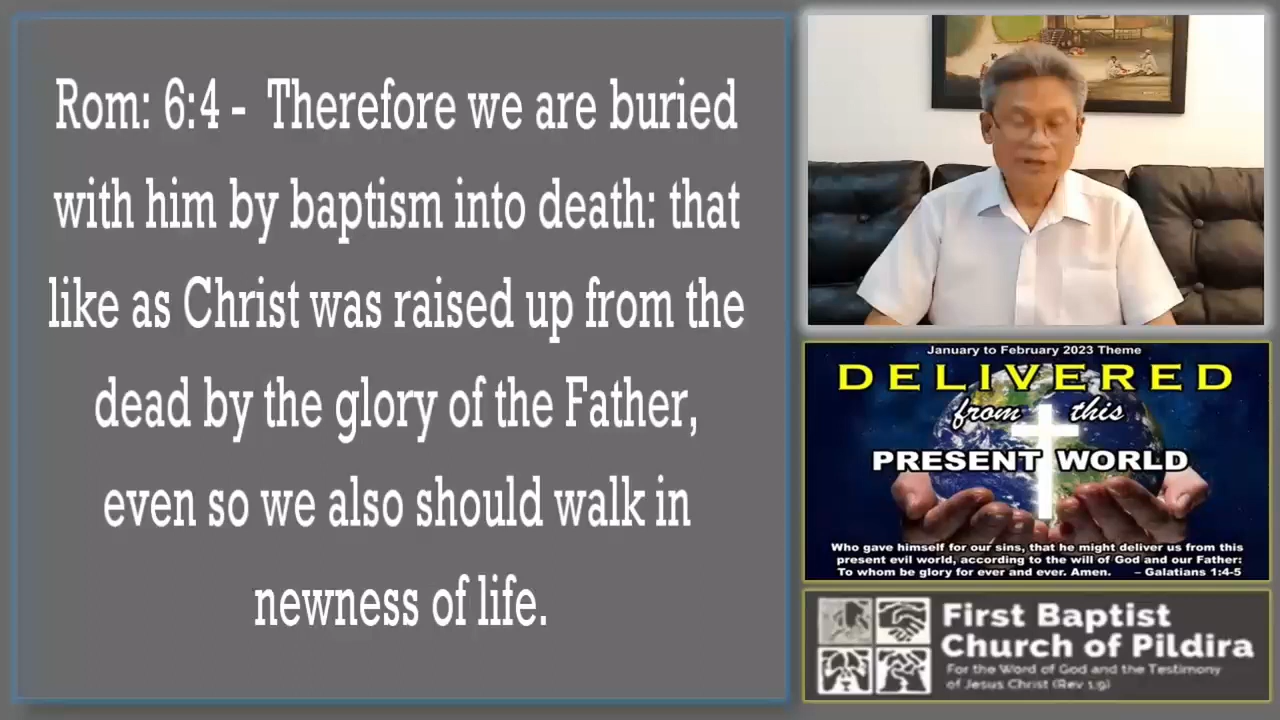 Rom: 6:4 - Therefore we are buried
with him by baptism into death: that
like as Christ was raised up from the
dead by the glory of the Father,
even so we also should walk in
newness of life.
January to February 2023 Theme
DELIVERED
from this
PRESENT WORLD
Who gave himself for our sins, that he might deliver us from this
present evil world, according to the will of God and our Father:
To whom be glory for ever and ever. Amen. – Galatians 1:4-5
First Baptist
Church of Pildira
For the Word of God and the Testimony
of Jesus Christ (Rev 1:9)